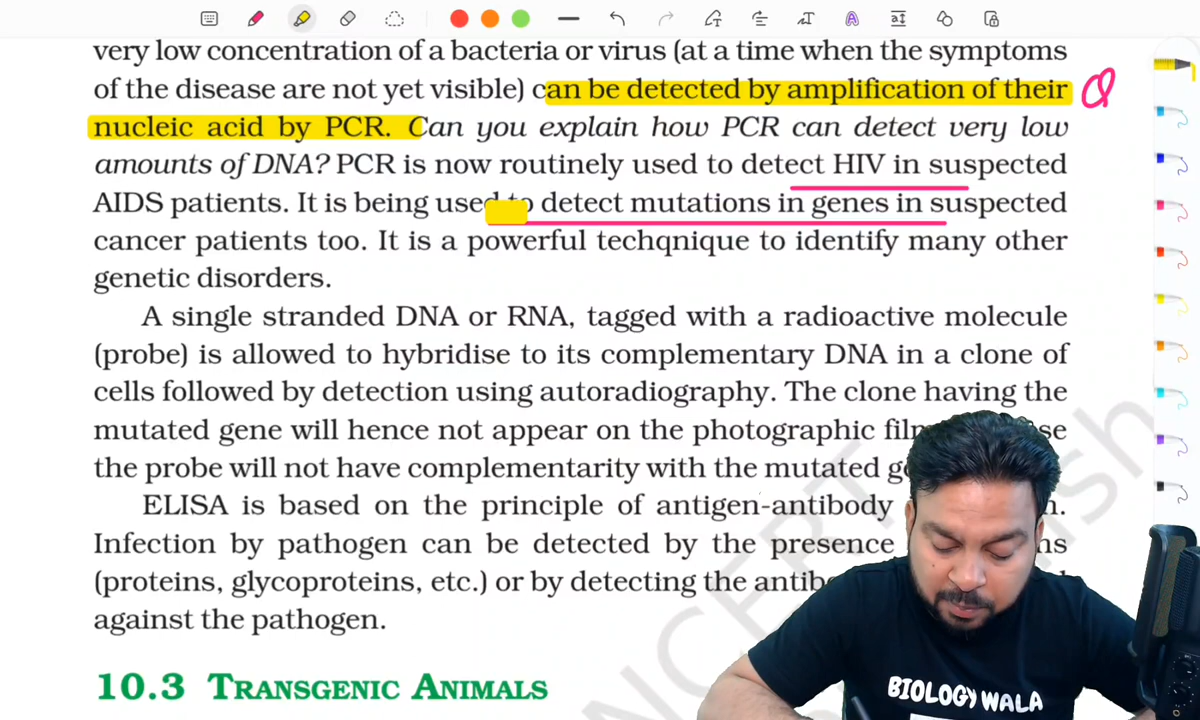 very low concentration of a bacteria or virus (at a time when the symptoms
of the disease are not yet visible) can be detected by amplification of their
nucleic acid by PCR. Can you explain how PCR can detect very low
amounts of DNA? PCR is now routinely used to detect HIV in suspected
AIDS patients. It is being used to detect mutations in genes in suspected
cancer patients too. It is a powerful techqnique to identify many other
genetic disorders.
A single stranded DNA or RNA, tagged with a radioactive molecule
(probe) is allowed to hybridise to its complementary DNA in a clone of
cells followed by detection using autoradiography. The clone having the
mutated gene will hence not appear on the photographic
the probe will not have complementarity with the mutated
ELISA is based on the principle of antigen-antibody
Infection by pathogen can be detected by the presence
(proteins, glycoproteins, etc.) or by detecting the
against the pathogen.
10.3 TRANSGENIC ANIMALS
BIOLOGY WALA
NCERT